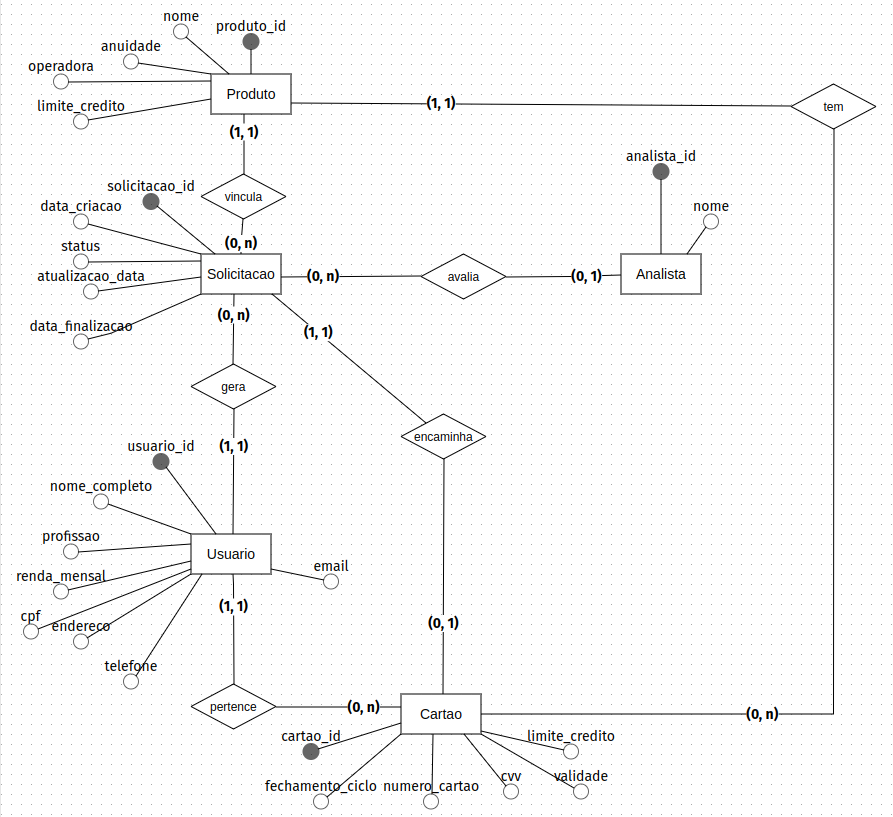 nome
produto_id
anuidade
operadora
limite_credito
Produto
(1, 1)
tem
(1, 1)
analista_id
solicitacao_id
vincula
data_criacao
nome
status
(0, n)
atualizacao_data
Solicitacao
(0, n)
avalia
(0, 1)
Analista
data_finalizacao
(0, n)
(1, 1)
gera
encaminha
usuario_id
(1, 1)
nome_completo
profissao
Usuario
email
renda_mensal
cpf
endereco
(1, 1)
(0, 1)
telefone
pertence
(0, n)
Cartao
(0, n)
cartao_id
limite_credito
fechamento_ciclo
numero_cartao
cvv
validade